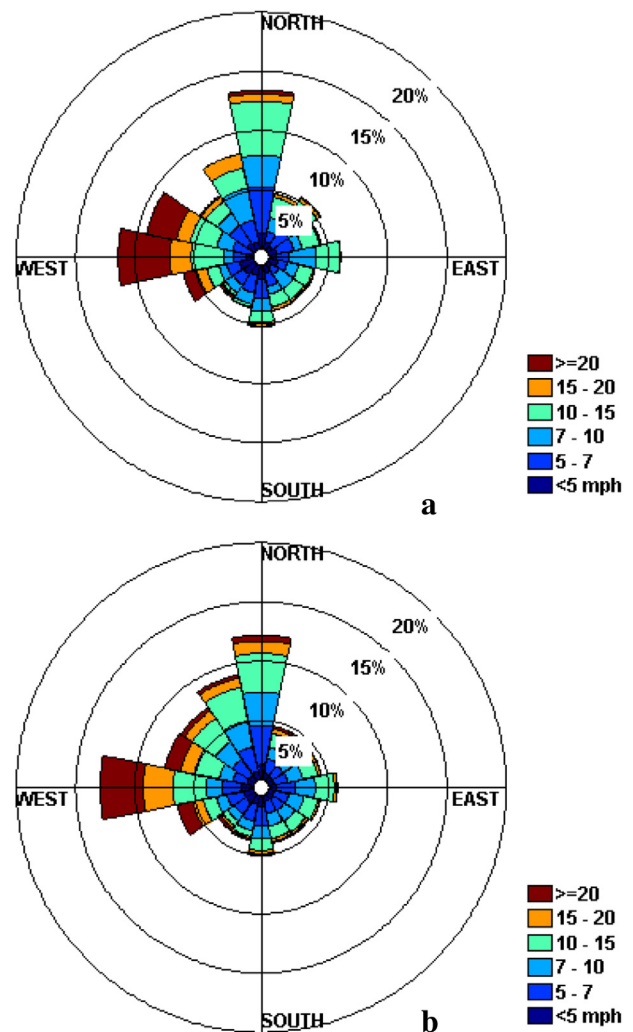 NORTH
20%
15%
10%
5%
WEST
EAST
>=20
15 - 20
10 - 15
7 - 10
5 - 7
<5 mph
SOUTH
a
NORTH
20%
15%
10%
5%
WEST
EAST
>=20
15 - 20
10 - 15
7 - 10
5 - 7
<5 mph
SOUTH
b